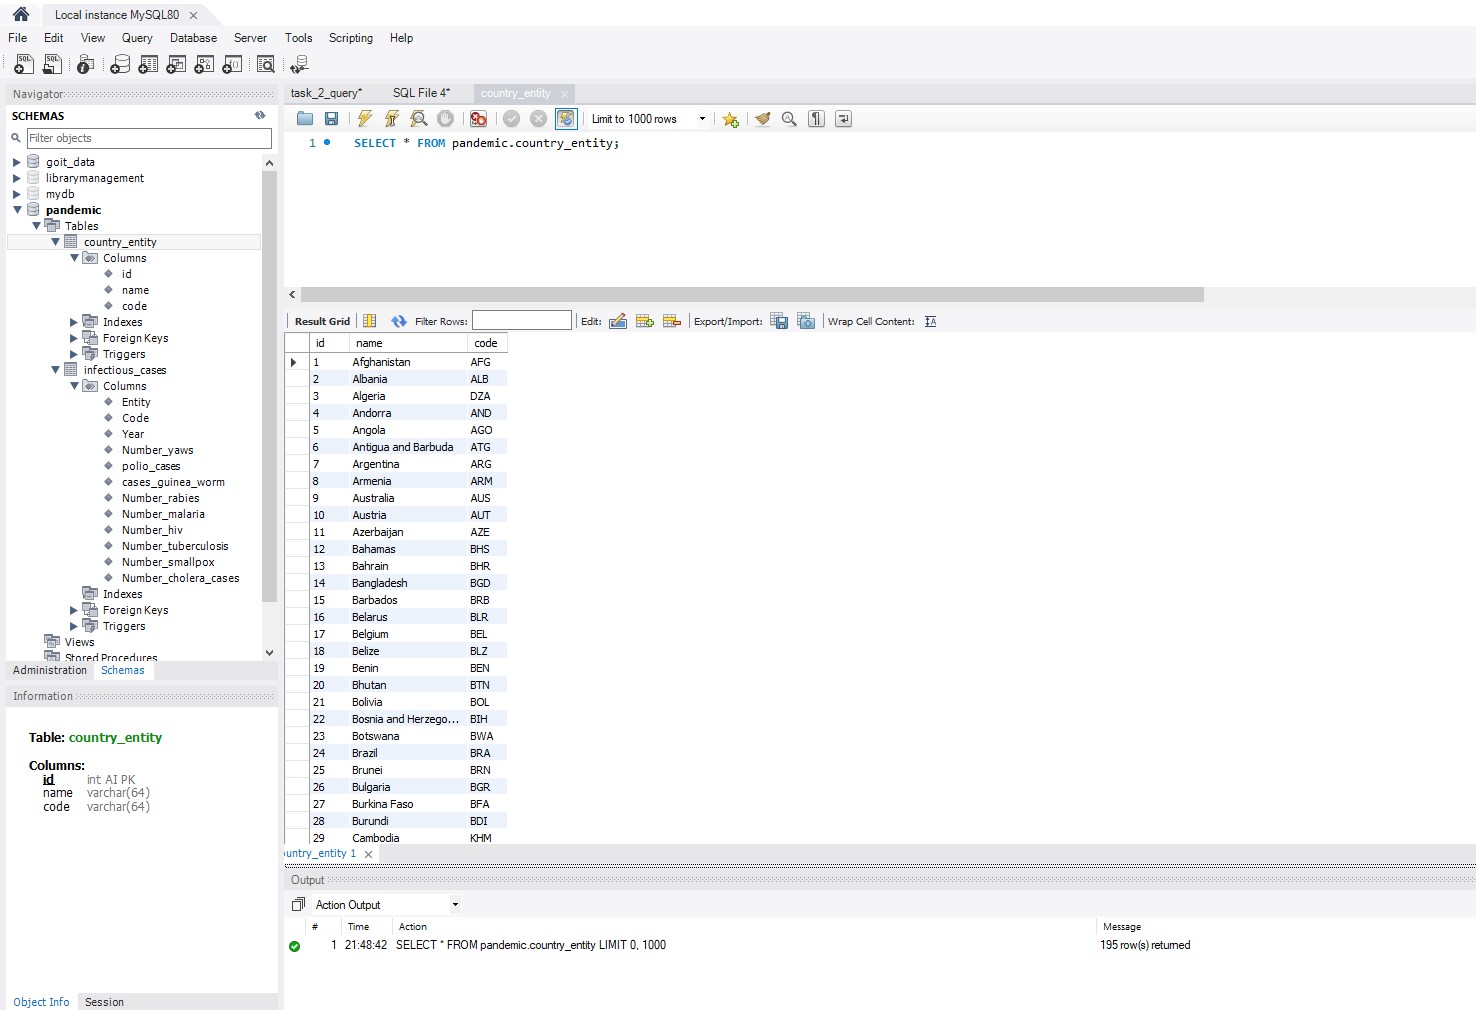 Local instance MySQL80
File Edit View Query Database Server Tools Scripting Help
Navigator
SCHEMAS
Filter objects
goit_data
librarymanagement
mydb
pandemic
Tables
country_entity
Columns
id
name
code
Indexes
Foreign Keys
Triggers
infectious_cases
Columns
Entity
Code
Year
Number_yaws
polio_cases
cases_guinea_worm
Number_rabies
Number_malaria
Number_hiv
Number_tuberculosis
Number_smallpox
Number_cholera_cases
Indexes
Foreign Keys
Triggers
Views
Stored Procedures
Administration Schemas
Information
Table: country_entity
Columns:
id int AI PK
name varchar(64)
code varchar(64)
Object Info Session
task_2_query* SQL File 4* country_entity
Limit to 1000 rows
1 SELECT * FROM pandemic.country_entity;
Result Grid Filter Rows: Edit: Export/Import: Wrap Cell Content:
id name code
1 Afghanistan AFG
2 Albania ALB
3 Algeria DZA
4 Andorra AND
5 Angola AGO
6 Antigua and Barbuda ATG
7 Argentina ARG
8 Armenia ARM
9 Australia AUS
10 Austria AUT
11 Azerbaijan AZE
12 Bahamas BHS
13 Bahrain BHR
14 Bangladesh BGD
15 Barbados BRB
16 Belarus BLR
17 Belgium BEL
18 Belize BLZ
19 Benin BEN
20 Bhutan BTN
21 Bolivia BOL
22 Bosnia and Herzego... BIH
23 Botswana BWA
24 Brazil BRA
25 Brunei BRN
26 Bulgaria BGR
27 Burkina Faso BFA
28 Burundi BDI
29 Cambodia KHM
ountry_entity 1
Output
Action Output
# Time Action Message
1 21:48:42 SELECT * FROM pandemic.country_entity LIMIT 0, 1000 195 row(s) returned